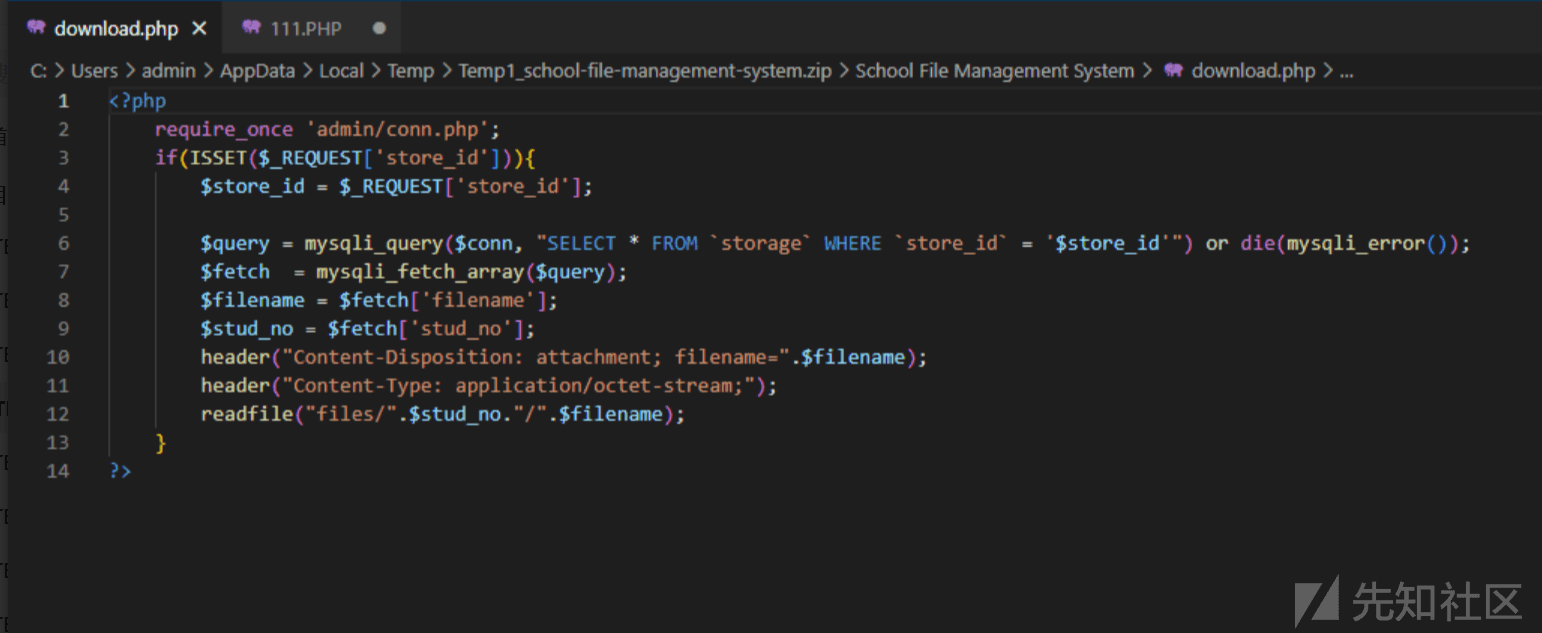 download.php × 111.PHP ●
C: > Users > admin > AppData > Local > Temp > Temp1_school-file-management-system.zip > School File Management System > download.php > ...
1 <?php
2 require_once 'admin/conn.php';
3 if(ISSET($_REQUEST['store_id'])){
4 $store_id = $_REQUEST['store_id'];
5
6 $query = mysqli_query($conn, "SELECT * FROM `storage` WHERE `store_id` = '$store_id'") or die(mysqli_error());
7 $fetch  = mysqli_fetch_array($query);
8 $filename = $fetch['filename'];
9 $stud_no = $fetch['stud_no'];
10 header("Content-Disposition: attachment; filename=".$filename);
11 header("Content-Type: application/octet-stream;");
12 readfile("files/".$stud_no."/".$filename);
13 }
14 ?>
先知社区